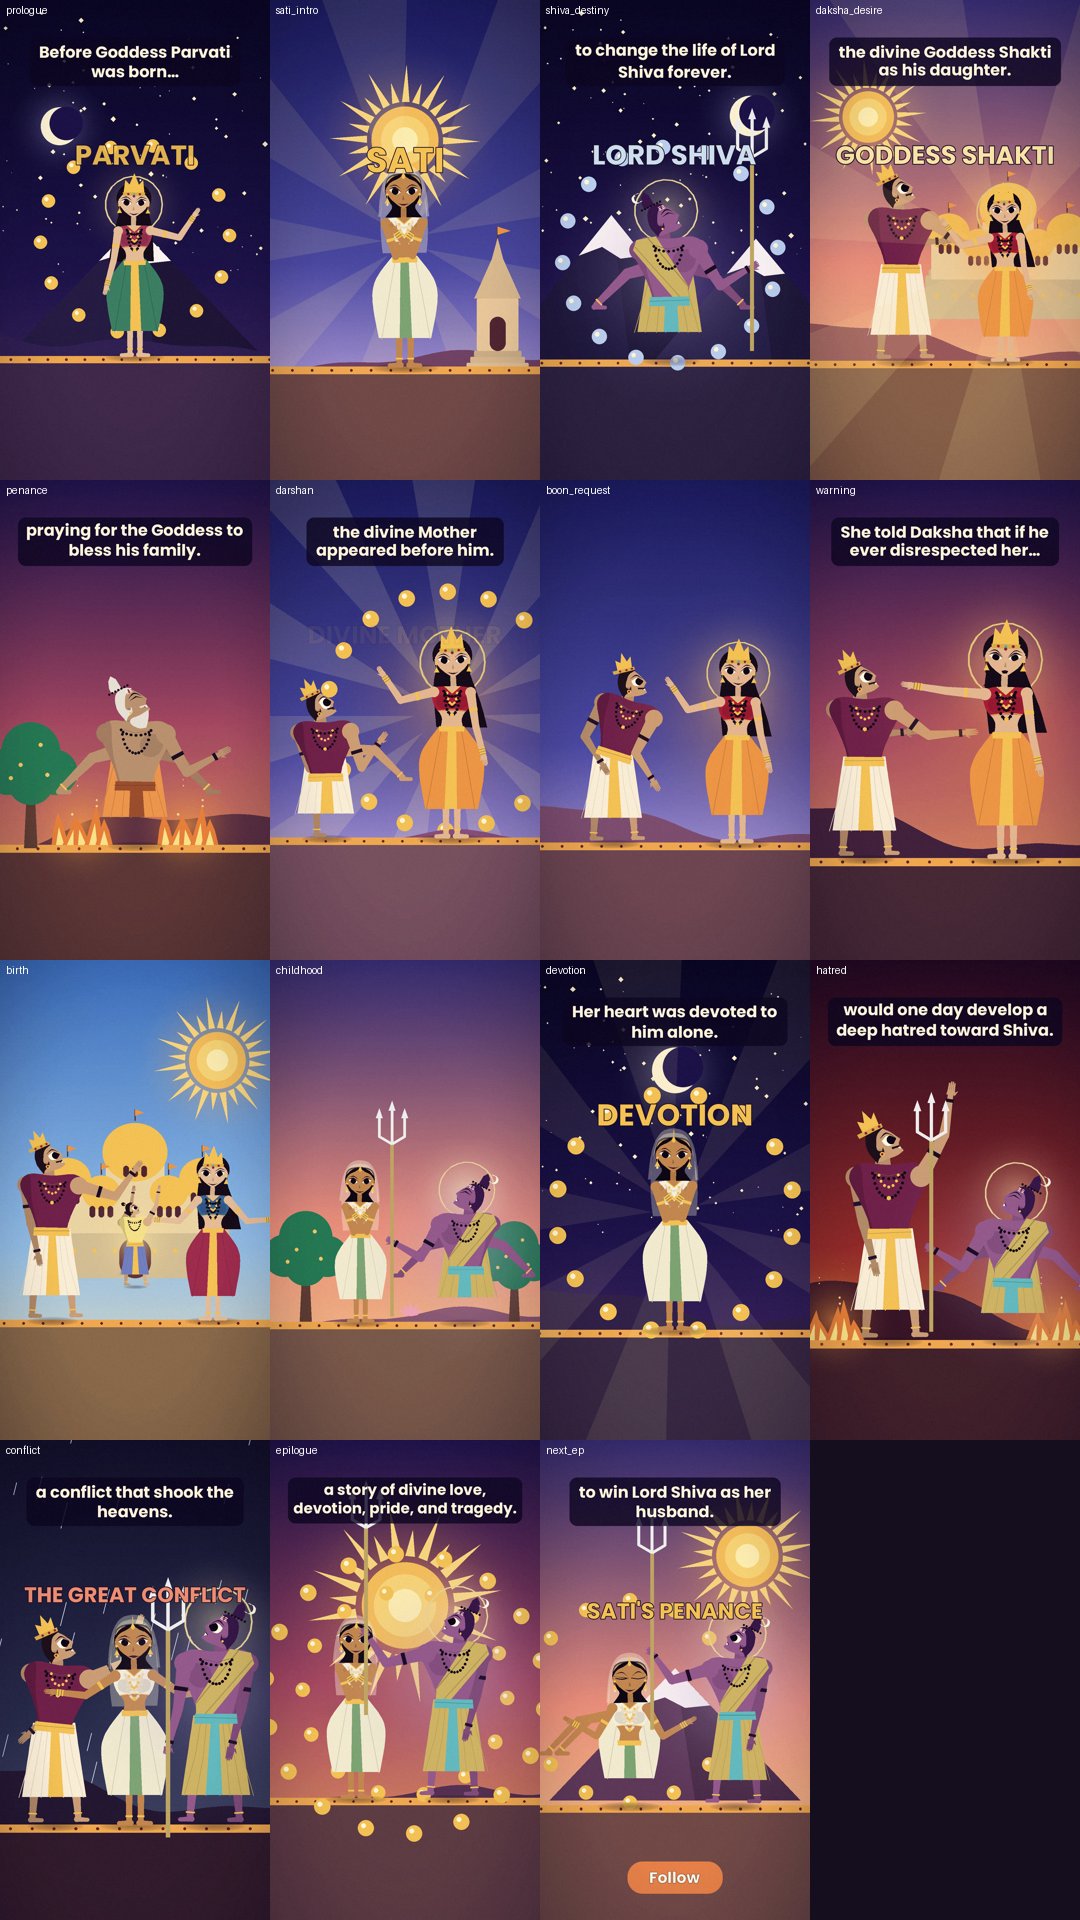 prologue
Before Goddess Parvati
was born...
PARVATI
sati_intro
SATI
shiva_destiny
to change the life of Lord
Shiva forever.
LORD SHIVA
daksha_desire
the divine Goddess Shakti
as his daughter.
GODDESS SHAKTI
penance
praying for the Goddess to
bless his family.
darshan
the divine Mother
appeared before him.
DIVINE MOTHER
boon_request
warning
She told Daksha that if he
ever disrespected her...
birth
childhood
devotion
Her heart was devoted to
him alone.
DEVOTION
hatred
would one day develop a
deep hatred toward Shiva.
conflict
a conflict that shook the
heavens.
THE GREAT CONFLICT
epilogue
a story of divine love,
devotion, pride, and tragedy.
next_ep
to win Lord Shiva as her
husband.
SATI'S PENANCE
Follow